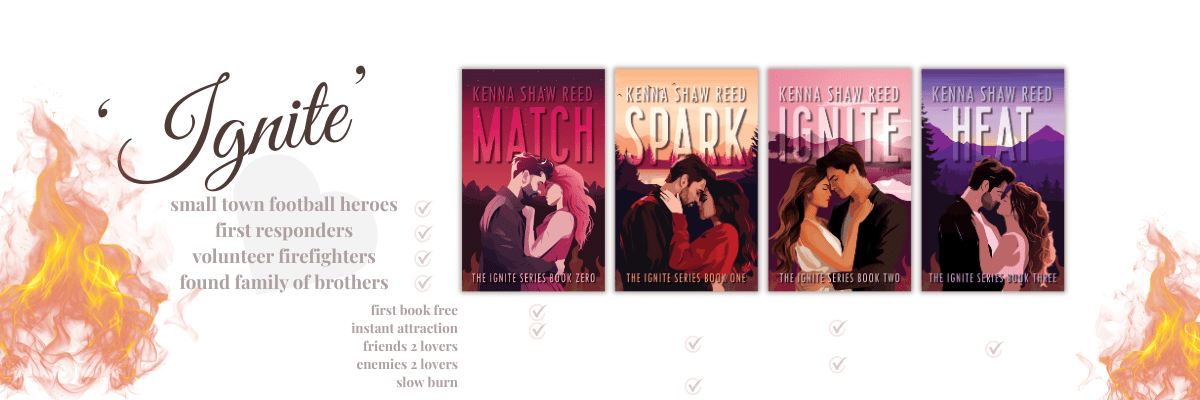 ‘Ignite’
small town football heroes
first responders
volunteer firefighters
found family of brothers
KENNA SHAW REED
MATCH
THE IGNITE SERIES BOOK ZERO
KENNA SHAW REED
SPARK
THE IGNITE SERIES BOOK ONE
KENNA SHAW REED
IGNITE
THE IGNITE SERIES BOOK TWO
KENNA SHAW REED
HEAT
THE IGNITE SERIES BOOK THREE
first book free
instant attraction
friends 2 lovers
enemies 2 lovers
slow burn